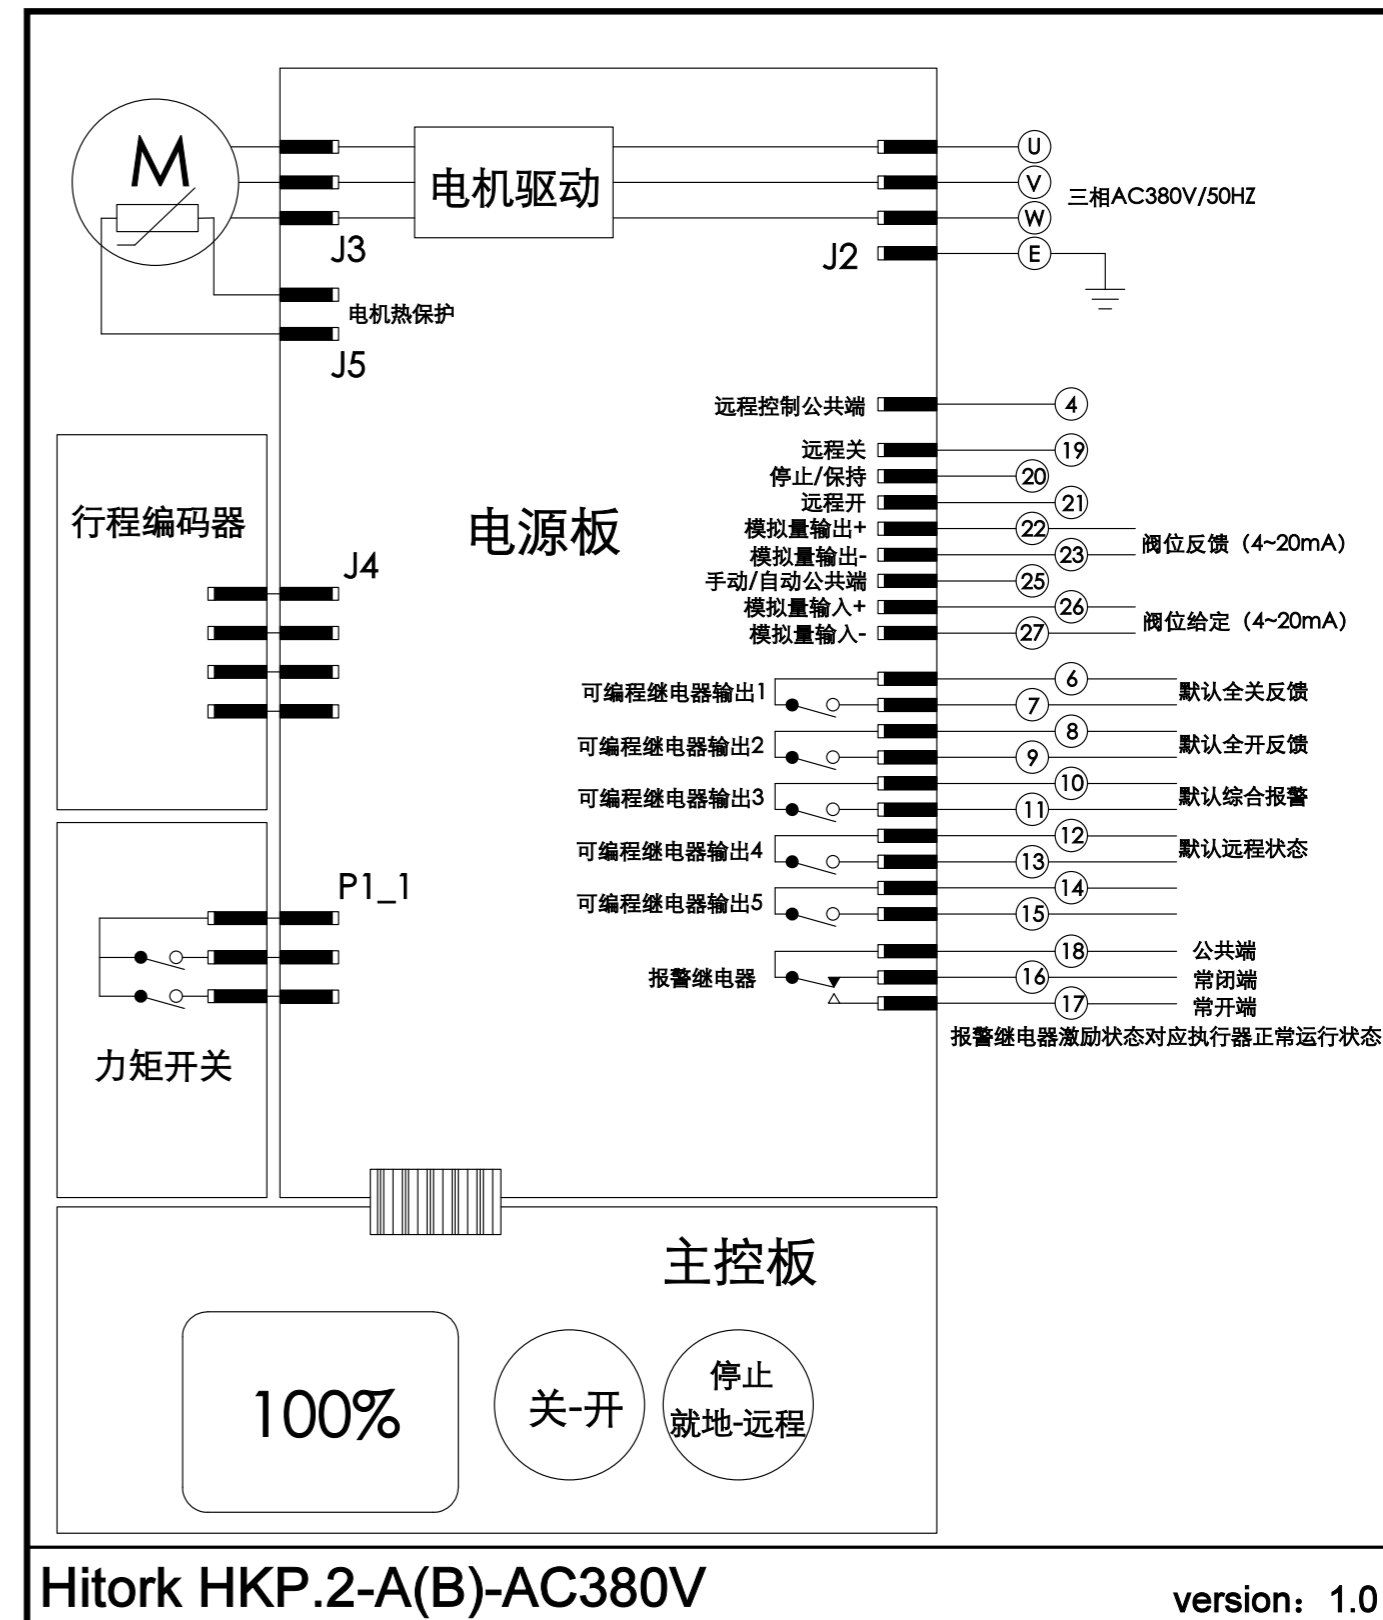 M
电机驱动
U
V
三相AC380V/50HZ
W
J3
J2
E
电机热保护
J5
远程控制公共端 4
远程关 19
停止/保持 20
行程编码器
电源板
远程开 21
模拟量输出+ 22
阀位反馈（4~20mA）
模拟量输出- 23
J4
手动/自动公共端 25
模拟量输入+ 26
阀位给定（4~20mA）
模拟量输入- 27
可编程继电器输出1 6
默认全关反馈
7
可编程继电器输出2 8
默认全开反馈
9
可编程继电器输出3 10
默认综合报警
11
可编程继电器输出4 12
默认远程状态
13
P1_1
可编程继电器输出5 14
15
报警继电器
18 公共端
16 常闭端
17 常开端
报警继电器激励状态对应执行器正常运行状态
力矩开关
主控板
100%
关-开
停止
就地-远程
Hitork HKP.2-A(B)-AC380V
version：1.0